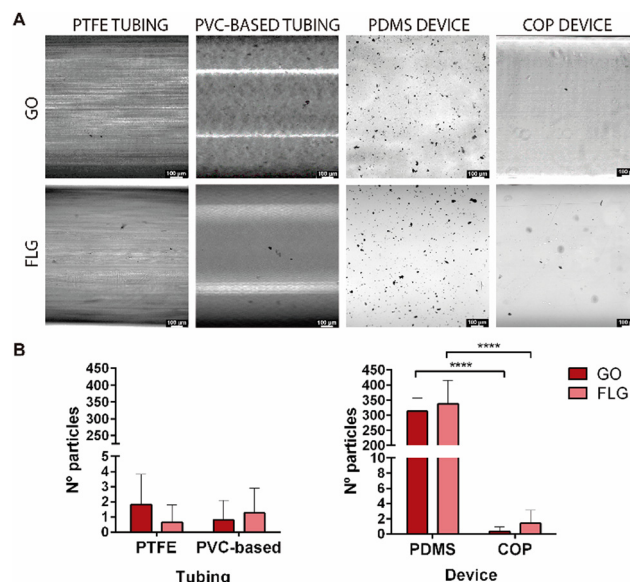 A
PTFE TUBING PVC-BASED TUBING PDMS DEVICE COP DEVICE
GO
100 µm 100 µm 100 µm 100
FLG
100 µm 100 µm 100 µm 100
B
Nº particles
450
400
350
300
250
5
4
3
2
1
0
PTFE PVC-based
Tubing
Nº particles
450
400
350
300
250
200
10
8
6
4
2
0
****
****
PDMS COP
Device
GO
FLG